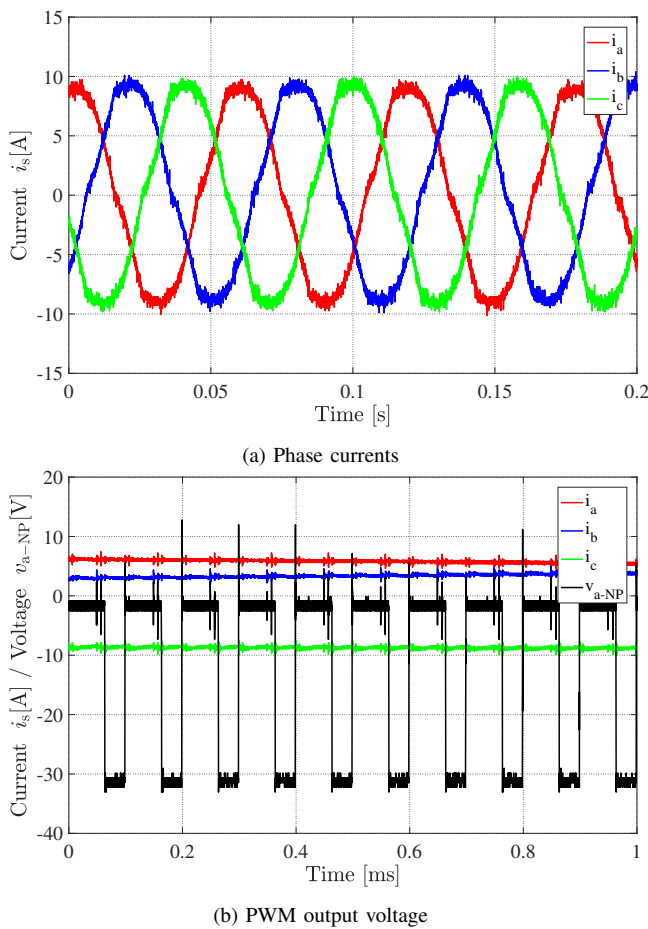 15
10
5
0
-5
-10
-15
Current i_s[A]
i_a
i_b
i_c
0
0.05
0.1
0.15
0.2
Time [s]
(a) Phase currents
20
10
0
-10
-20
-30
-40
Current i_s[A] / Voltage v_a−NP[V]
i_a
i_b
i_c
v_a-NP
0
0.2
0.4
0.6
0.8
1
Time [ms]
(b) PWM output voltage